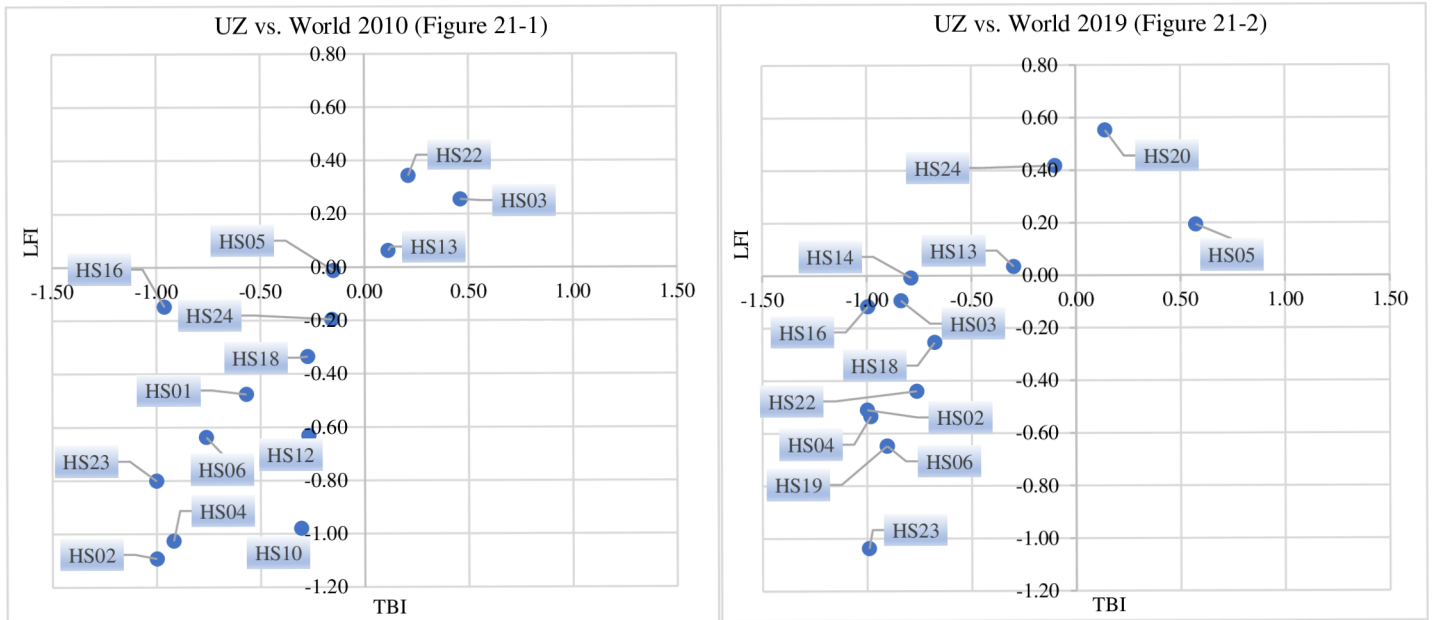 UZ vs. World 2010 (Figure 21-1)
0.80
0.60
0.40
HS22
0.20
HS03
HS05
HS13
LFI
0.00
HS16
-1.50
-1.00
-0.50
0.00
0.50
1.00
1.50
HS24
-0.20
HS18
-0.40
HS01
-0.60
HS12
HS23
HS06
-0.80
HS04
-1.00
HS02
HS10
-1.20
TBI
UZ vs. World 2019 (Figure 21-2)
0.80
0.60
HS20
HS24
0.40
0.20
HS05
LFI
HS14
HS13
0.00
-1.50
-1.00
-0.50
0.00
0.50
1.00
1.50
HS16
HS03
-0.20
HS18
-0.40
HS22
HS02
HS04
-0.60
HS06
HS19
-0.80
HS23
-1.00
-1.20
TBI